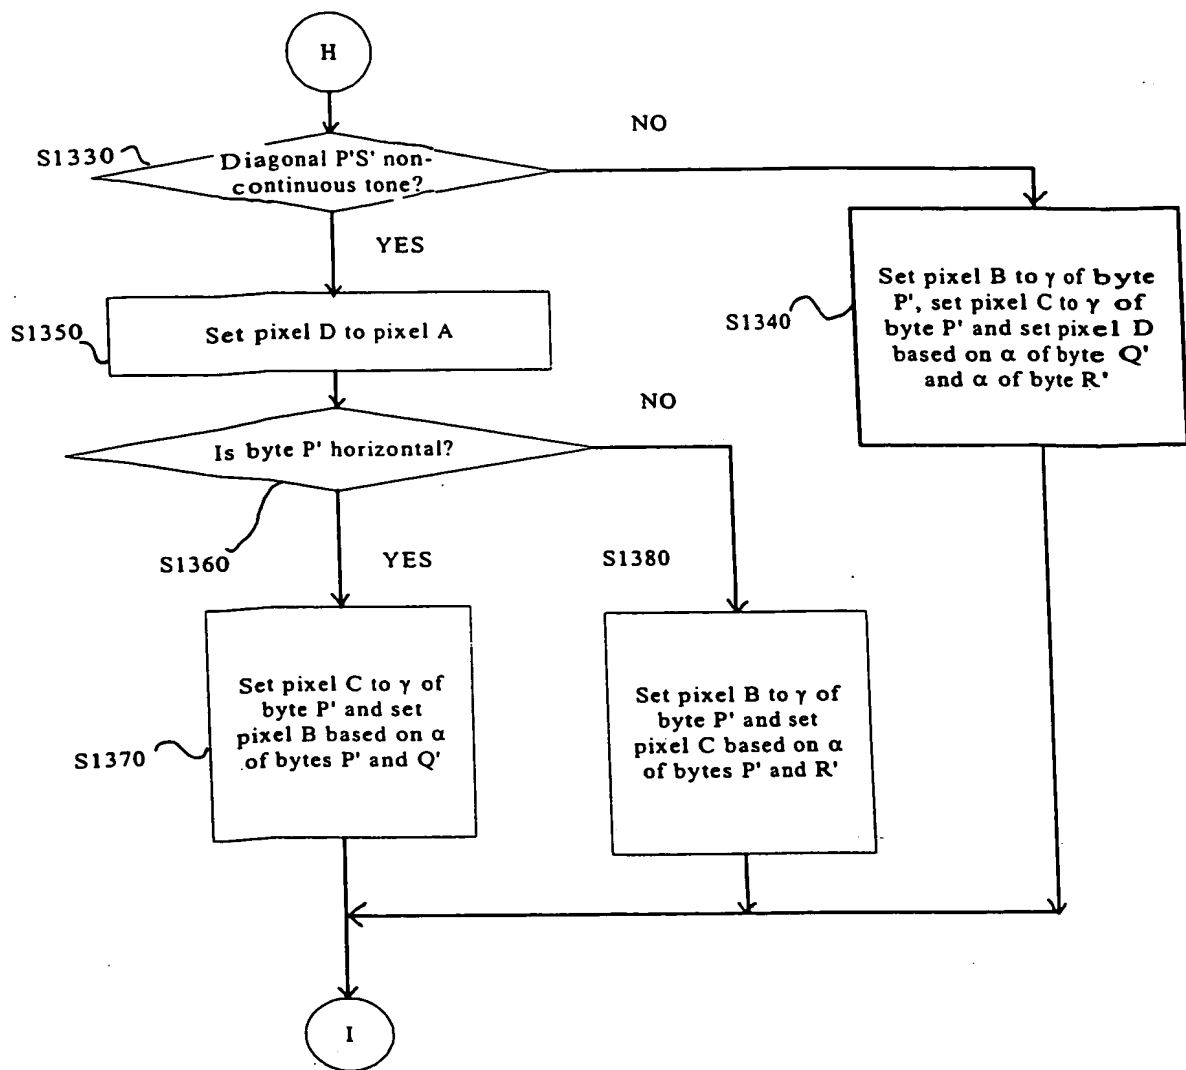 H
NO
S1330
Diagonal P'S' non-
continuous tone?
YES
Set pixel B to γ of byte
P', set pixel C to γ of
byte P' and set pixel D
based on α of byte Q'
and α of byte R'
S1340
Set pixel D to pixel A
S1350
NO
Is byte P' horizontal?
S1360
YES
S1380
Set pixel C to γ of
byte P' and set
pixel B based on α
of bytes P' and Q'
S1370
Set pixel B to γ of
byte P' and set
pixel C based on α
of bytes P' and R'
I